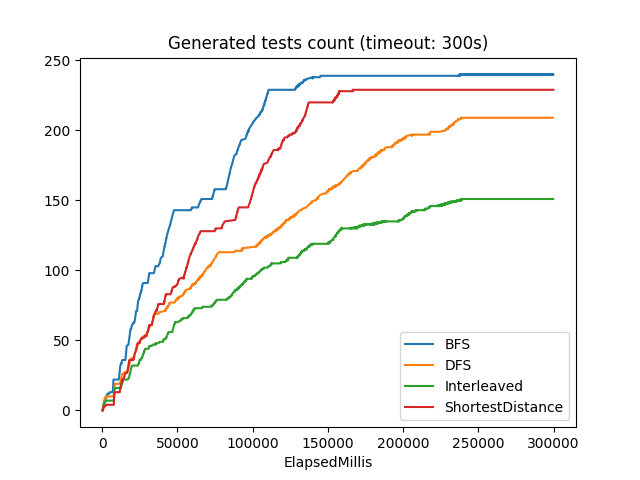 Generated tests count (timeout: 300s)
250
200
150
100
50
0
0 50000 100000 150000 200000 250000 300000
ElapsedMillis
BFS
DFS
Interleaved
ShortestDistance